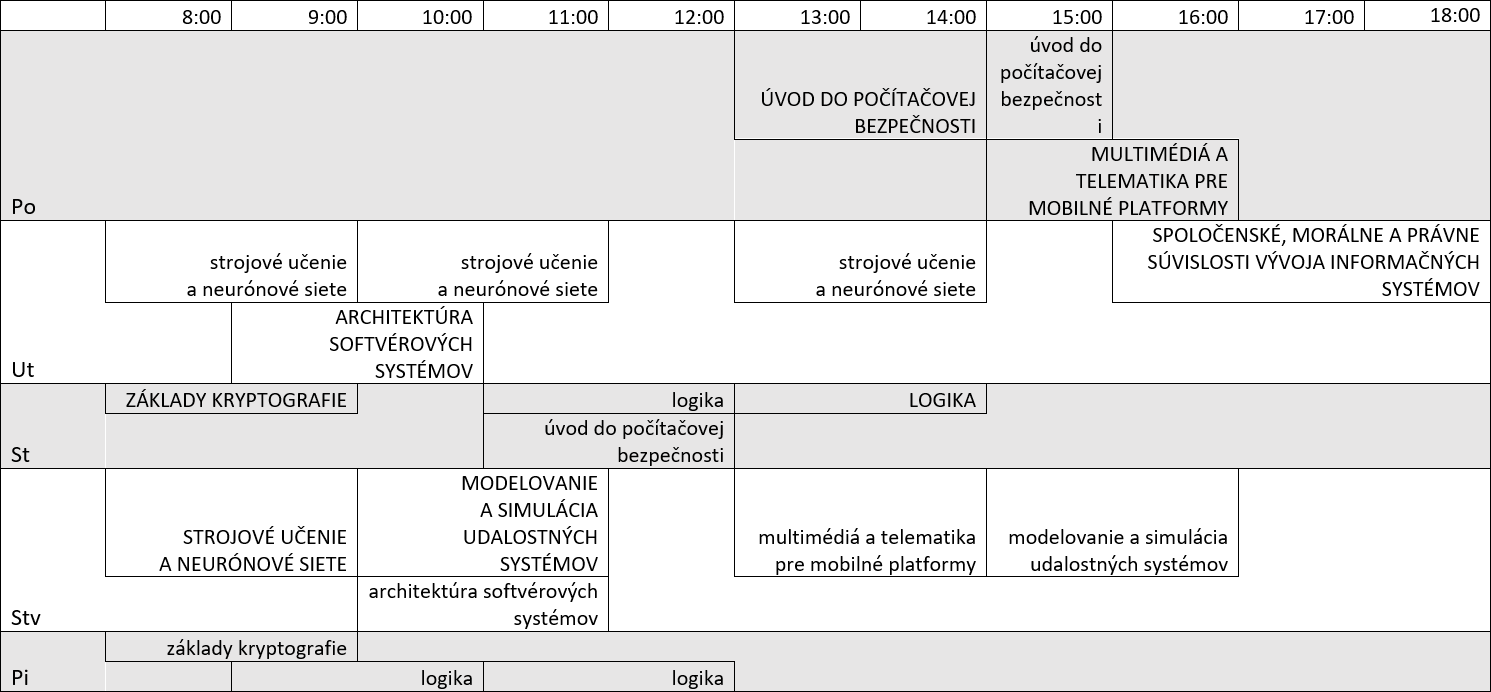 8:00 9:00 10:00 11:00 12:00 13:00 14:00 15:00 16:00 17:00 18:00
Po
ÚVOD DO POČÍTAČOVEJ
BEZPEČNOSTI
úvod do
počítačovej
bezpečnost
i
MULTIMÉDIÁ A
TELEMATIKA PRE
MOBILNÉ PLATFORMY
Ut
strojové učenie
a neurónové siete
strojové učenie
a neurónové siete
strojové učenie
a neurónové siete
SPOLOČENSKÉ, MORÁLNE A PRÁVNE
SÚVISLOSTI VÝVOJA INFORMAČNÝCH
SYSTÉMOV
ARCHITEKTÚRA
SOFTVÉROVÝCH
SYSTÉMOV
St
ZÁKLADY KRYPTOGRAFIE
logika
LOGIKA
úvod do počítačovej
bezpečnosti
Stv
STROJOVÉ UČENIE
A NEURÓNOVÉ SIETE
MODELOVANIE
A SIMULÁCIA
UDALOSTNÝCH
SYSTÉMOV
multimédiá a telematika
pre mobilné platformy
modelovanie a simulácia
udalostných systémov
architektúra softvérových
systémov
Pi
základy kryptografie
logika
logika